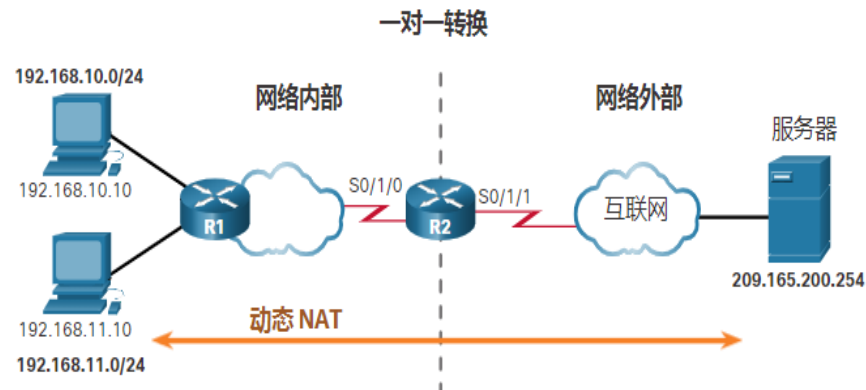 一对一转换
192.168.10.0/24
网络内部
网络外部
服务器
192.168.10.10
S0/1/0
S0/1/1
互联网
R1
R2
209.165.200.254
192.168.11.10
动态 NAT
192.168.11.0/24